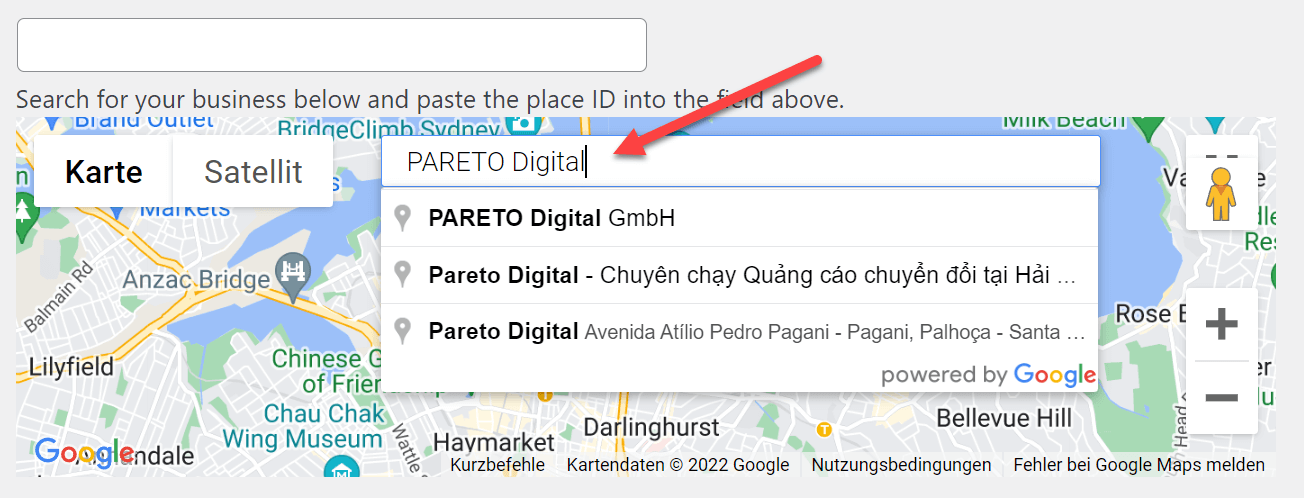 Search for your business below and paste the place ID into the field above.
Brand Outlet
BridgeClimb Sydney
Milk Beach
Karte
Satellit
PARETO Digital
Markets
PARETO Digital GmbH
Anzac Bridge
Pareto Digital - Chuyên chạy Quảng cáo chuyển đổi tại Hải ...
Balmain Rd
Pareto Digital Avenida Atílio Pedro Pagani - Pagani, Palhoça - Santa ...
Rose
Lilyfield
Chinese
of
powered by Google
Chau Chak
Wing Museum
Haymarket
Darlinghurst
Bellevue Hill
Wattle
Head
Google
Kurzbefehle
Kartendaten © 2022 Google
Nutzungsbedingungen
Fehler bei Google Maps melden